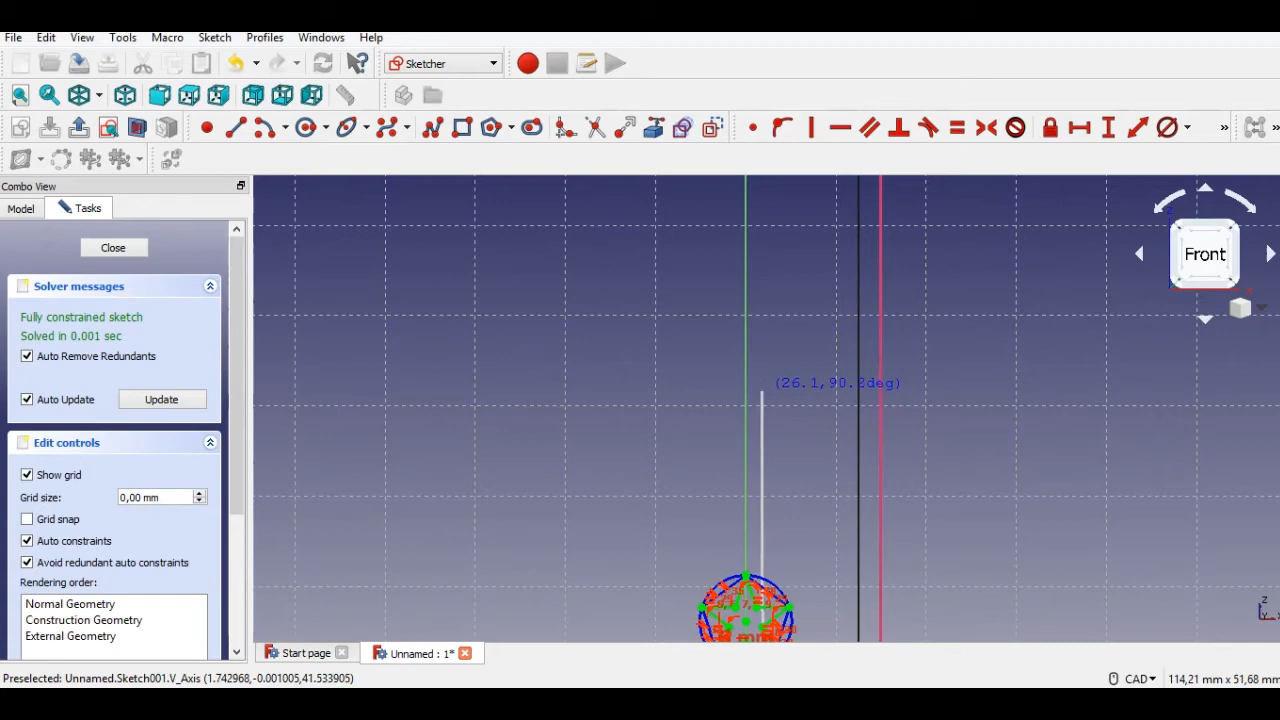 File Edit View Tools Macro Sketch Profiles Windows Help
Sketcher
»
»
Combo View
Model
Tasks
Close
Solver messages
Fully constrained sketch
Solved in 0.001 sec
Auto Remove Redundants
Auto Update
Update
Edit controls
Show grid
Grid size:
0,00 mm
Grid snap
Auto constraints
Avoid redundant auto constraints
Rendering order:
Normal Geometry
Construction Geometry
External Geometry
Front
Start page
Unnamed : 1*
Preselected: Unnamed.Sketch001.V_Axis (1.742968,-0.001005,41.533905)
CAD
114,21 mm x 51,68 mm